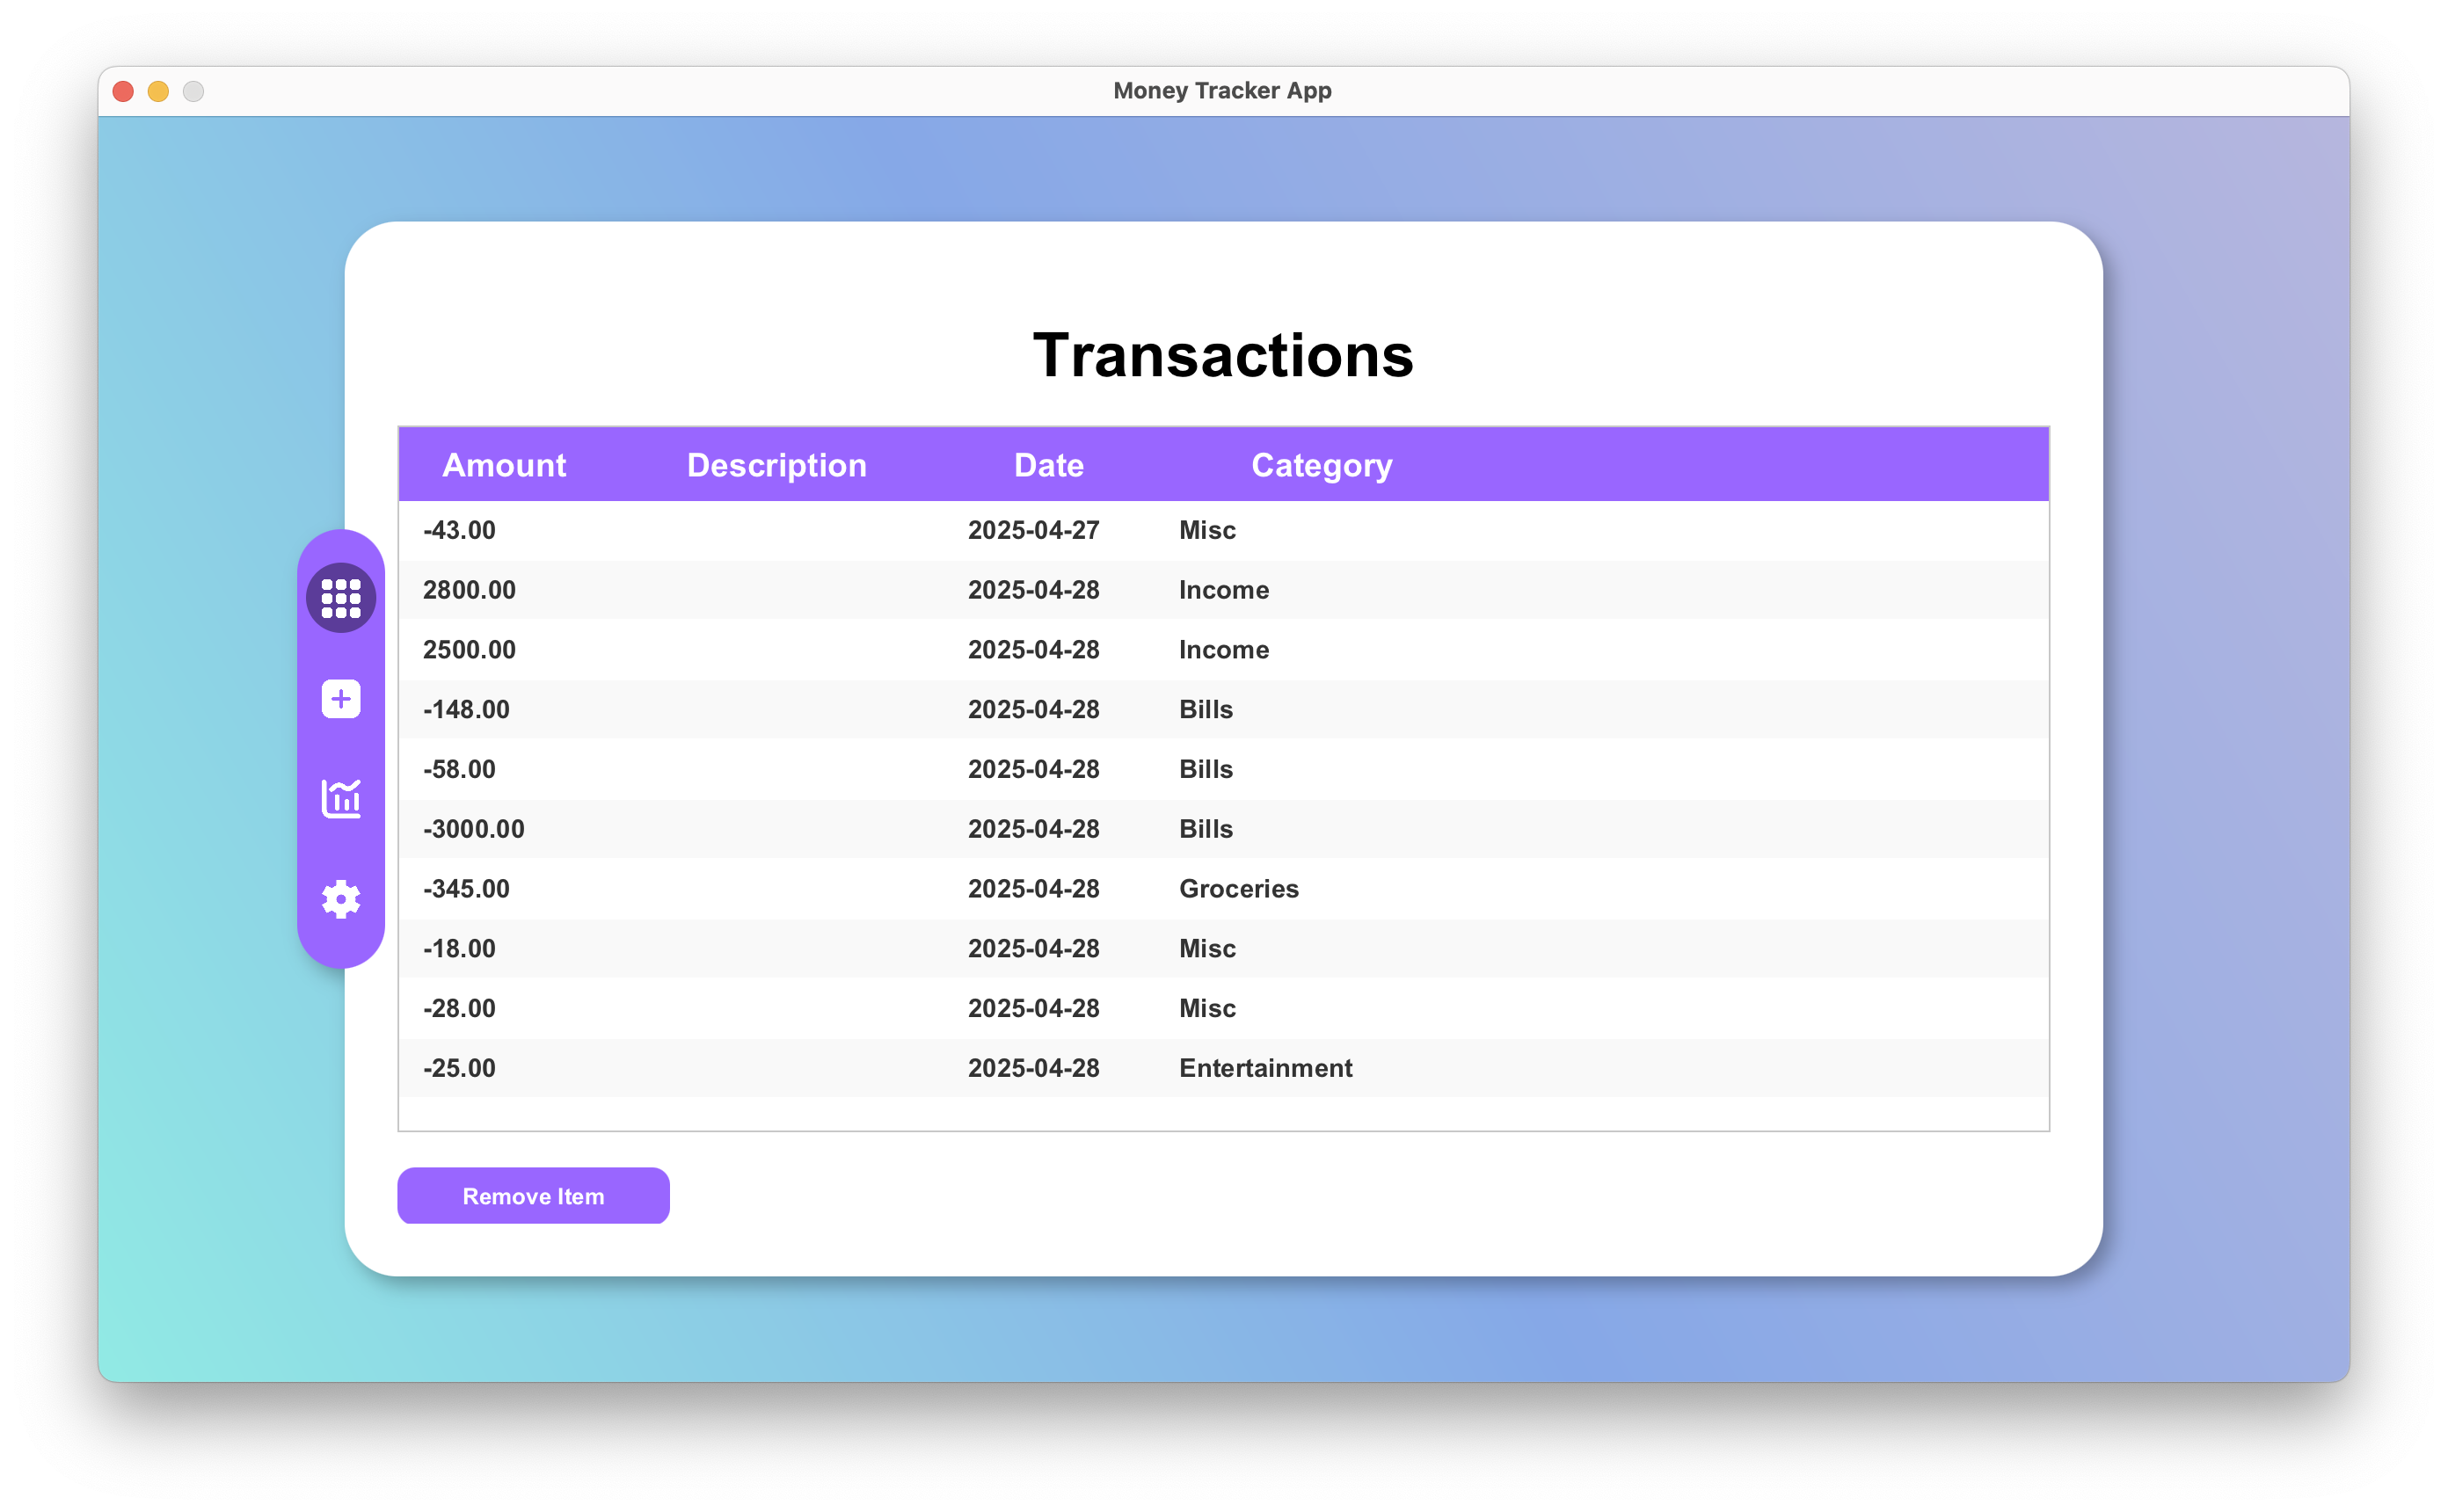 Money Tracker App
Transactions
Amount Description Date Category
-43.00 2025-04-27 Misc
2800.00 2025-04-28 Income
2500.00 2025-04-28 Income
-148.00 2025-04-28 Bills
-58.00 2025-04-28 Bills
-3000.00 2025-04-28 Bills
-345.00 2025-04-28 Groceries
-18.00 2025-04-28 Misc
-28.00 2025-04-28 Misc
-25.00 2025-04-28 Entertainment
Remove Item